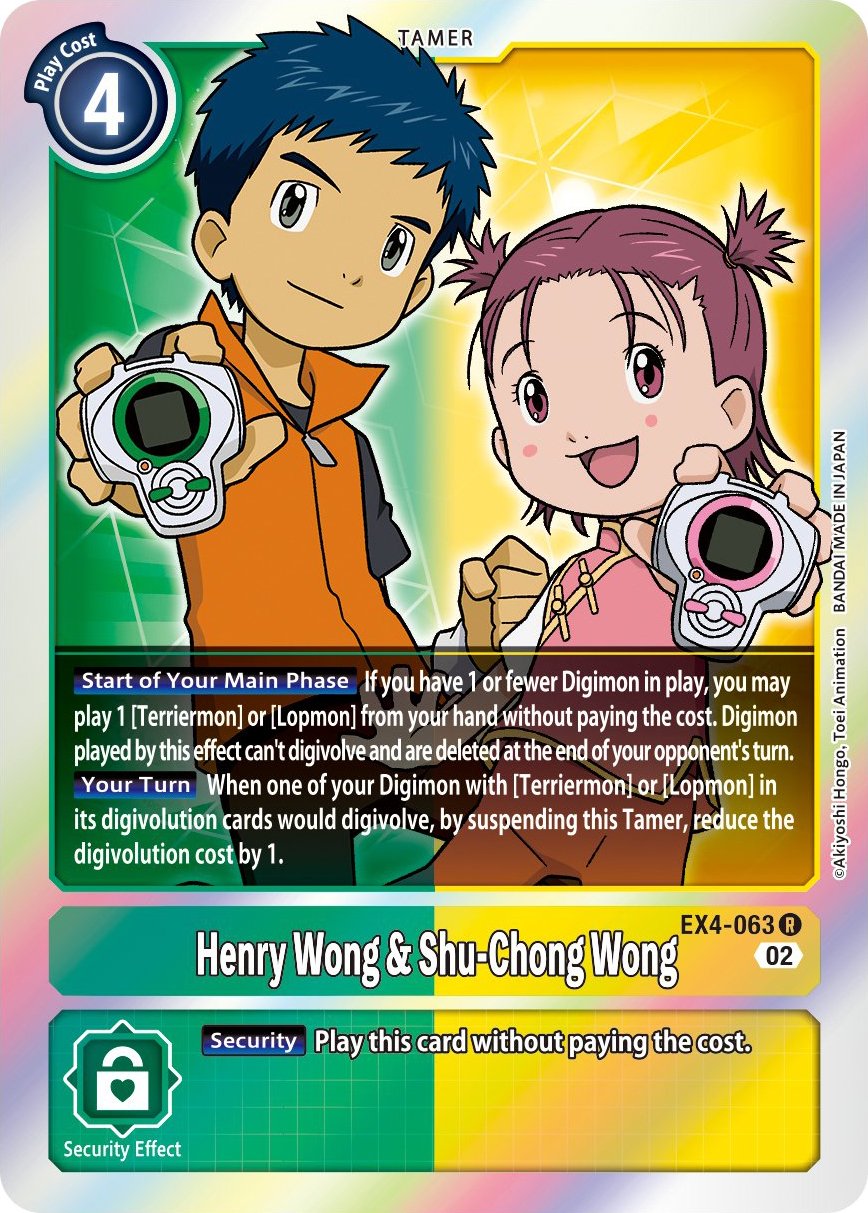 Play Cost
4
TAMER
Start of Your Main Phase If you have 1 or fewer Digimon in play, you may
play 1 [Terriermon] or [Lopmon] from your hand without paying the cost. Digimon
played by this effect can't digivolve and are deleted at the end of your opponent's turn.
Your Turn When one of your Digimon with [Terriermon] or [Lopmon] in
its digivolution cards would digivolve, by suspending this Tamer, reduce the
digivolution cost by 1.
©Akiyoshi Hongo, Toei Animation BANDAI MADE IN JAPAN
EX4-063 R
Henry Wong & Shu-Chong Wong
02
Security Play this card without paying the cost.
Security Effect